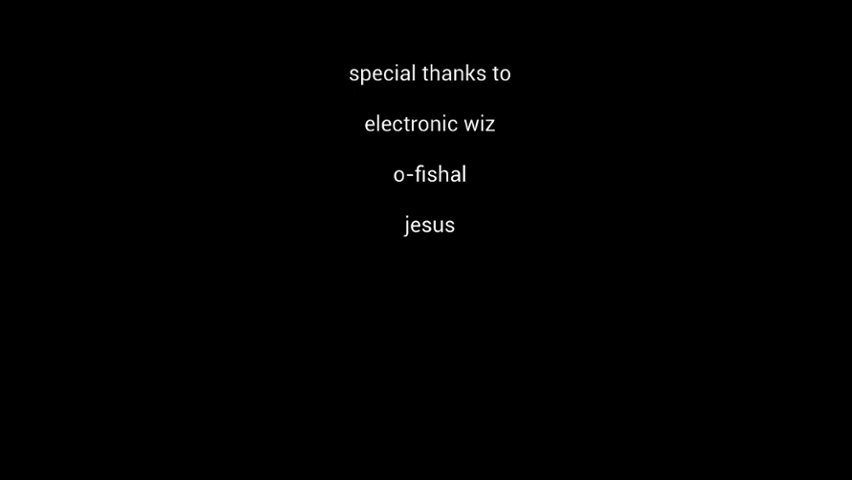 special thanks to
electronic wiz
o-fishal
jesus